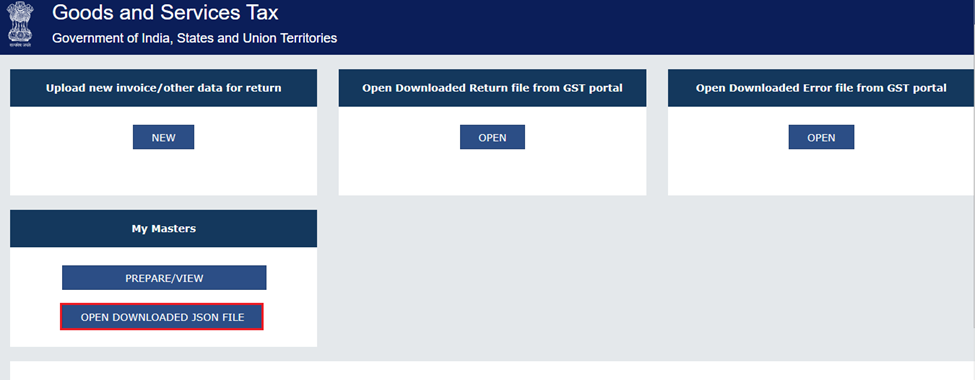 Goods and Services Tax
Government of India, States and Union Territories
Upload new invoice/other data for return
NEW
Open Downloaded Return file from GST portal
OPEN
Open Downloaded Error file from GST portal
OPEN
My Masters
PREPARE/VIEW
OPEN DOWNLOADED JSON FILE